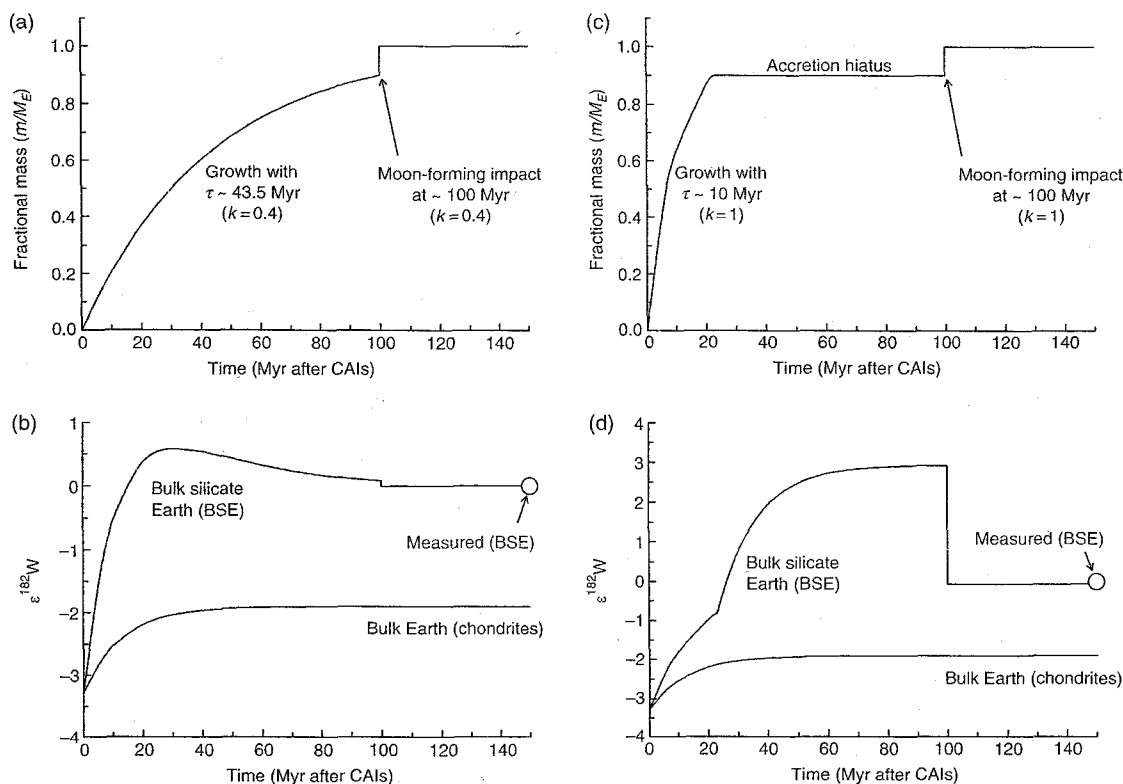 (a)
1.0
0.8
0.6
0.4
0.2
0.0
Fractional mass (m/M_E)
Growth with
τ ~ 43.5 Myr
(k=0.4)
Moon-forming impact
at ~ 100 Myr
(k=0.4)
0 20 40 60 80 100 120 140
Time (Myr after CAIs)
(c)
1.0
0.8
0.6
0.4
0.2
0.0
Fractional mass (m/M_E)
Accretion hiatus
Growth with
τ ~ 10 Myr
(k=1)
Moon-forming impact
at ~ 100 Myr
(k=1)
0 20 40 60 80 100 120 140
Time (Myr after CAIs)
(b)
1
0
−1
−2
−3
−4
ε¹⁸²W
Bulk silicate
Earth (BSE)
Measured (BSE)
Bulk Earth (chondrites)
0 20 40 60 80 100 120 140
Time (Myr after CAIs)
(d)
4
3
2
1
0
−1
−2
−3
−4
ε¹⁸²W
Bulk silicate
Earth (BSE)
Measured (BSE)
Bulk Earth (chondrites)
0 20 40 60 80 100 120 140
Time (Myr after CAIs)